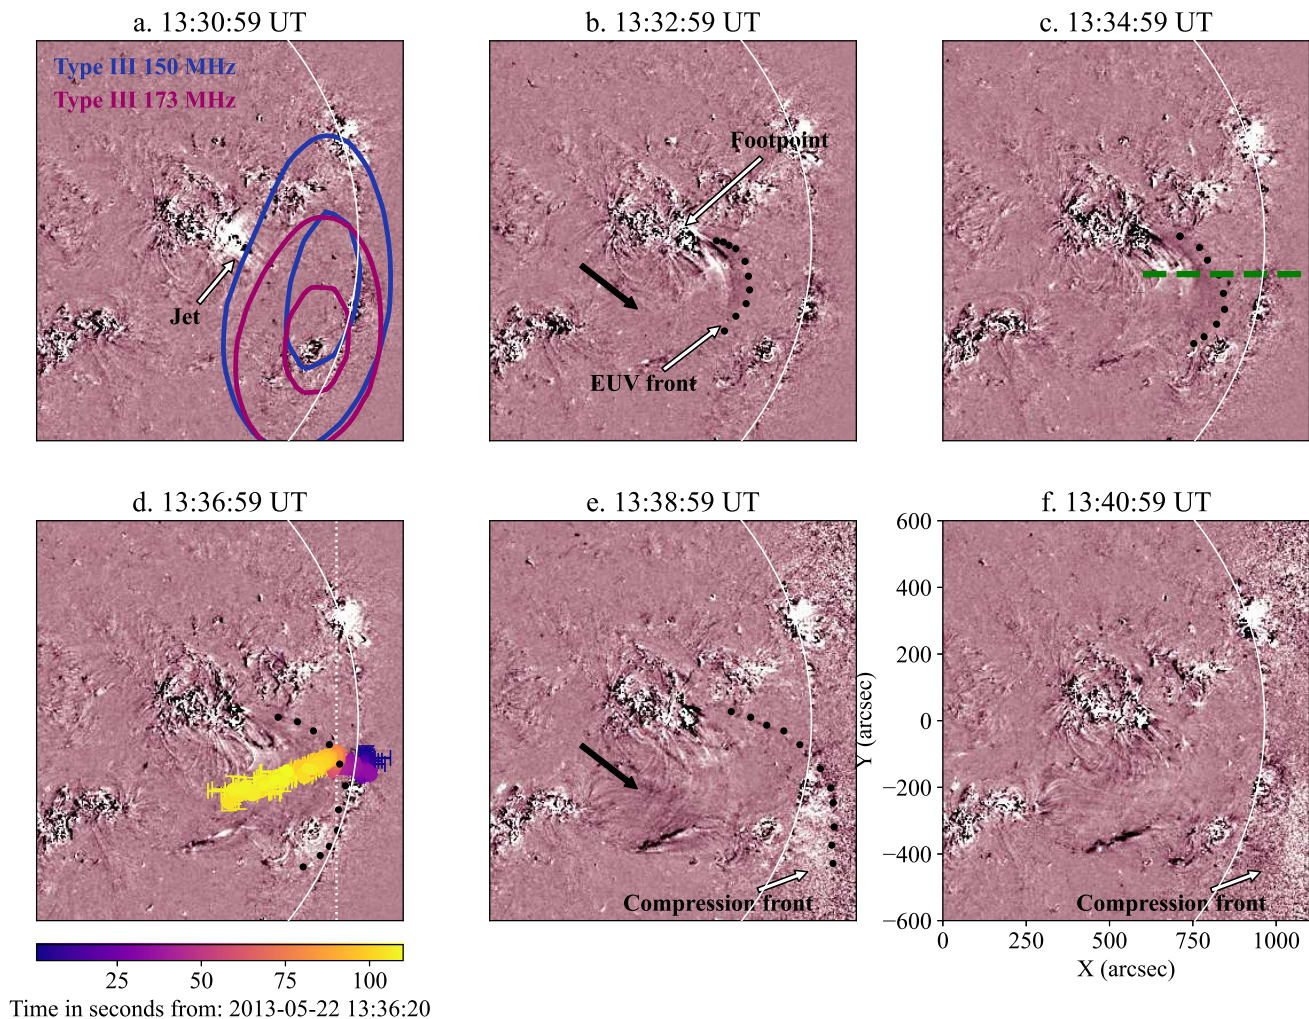 a. 13:30:59 UT
b. 13:32:59 UT
c. 13:34:59 UT
Type III 150 MHz
Type III 173 MHz
Jet
Footpoint
EUV front
d. 13:36:59 UT
e. 13:38:59 UT
f. 13:40:59 UT
Compression front
Compression front
600
400
200
0
−200
−400
−600
Y (arcsec)
0 250 500 750 1000
X (arcsec)
25 50 75 100
Time in seconds from: 2013-05-22 13:36:20